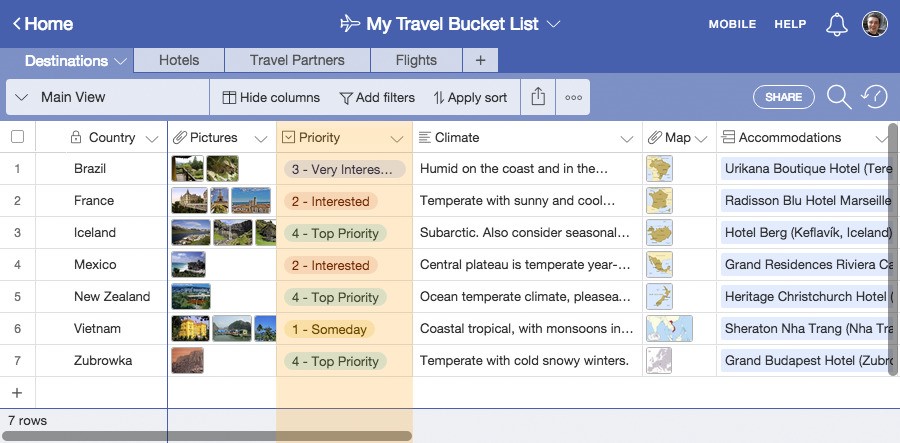 Home
My Travel Bucket List
MOBILE HELP
Destinations Hotels Travel Partners Flights +
Main View Hide columns Add filters Apply sort SHARE
Country Pictures Priority Climate Map Accommodations
1 Brazil 3 - Very Interes... Humid on the coast and in the... Urikana Boutique Hotel (Tere
2 France 2 - Interested Temperate with sunny and cool... Radisson Blu Hotel Marseille
3 Iceland 4 - Top Priority Subarctic. Also consider seasonal... Hotel Berg (Keflavík, Iceland)
4 Mexico 2 - Interested Central plateau is temperate year-... Grand Residences Riviera Ca
5 New Zealand 4 - Top Priority Ocean temperate climate, pleasea... Heritage Christchurch Hotel (
6 Vietnam 1 - Someday Coastal tropical, with monsoons in... Sheraton Nha Trang (Nha Tra
7 Zubrowka 4 - Top Priority Temperate with cold snowy winters. Grand Budapest Hotel (Zubro
+
7 rows